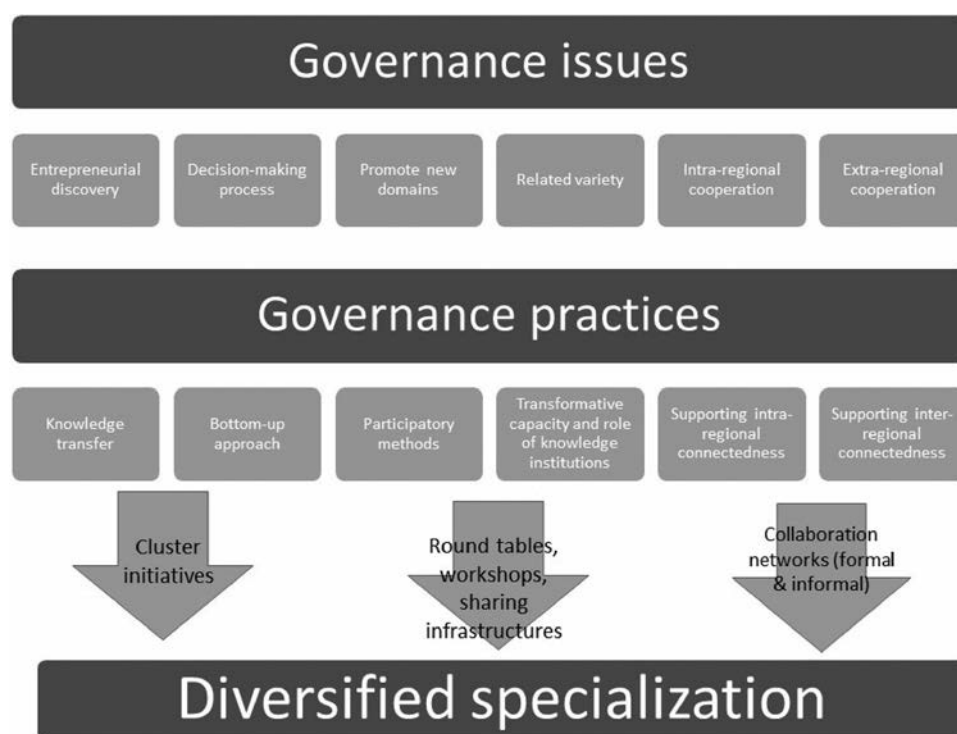 Governance issues
Entrepreneurial
discovery
Decision-making
process
Promote new
domains
Related variety
Intra-regional
cooperation
Extra-regional
cooperation
Governance practices
Knowledge
transfer
Bottom-up
approach
Participatory
methods
Transformative
capacity and role
of knowledge
institutions
Supporting intra-
regional
connectedness
Supporting inter-
regional
connectedness
Cluster
initiatives
Round tables,
workshops,
sharing
infrastructures
Collaboration
networks (formal
& informal)
Diversified specialization